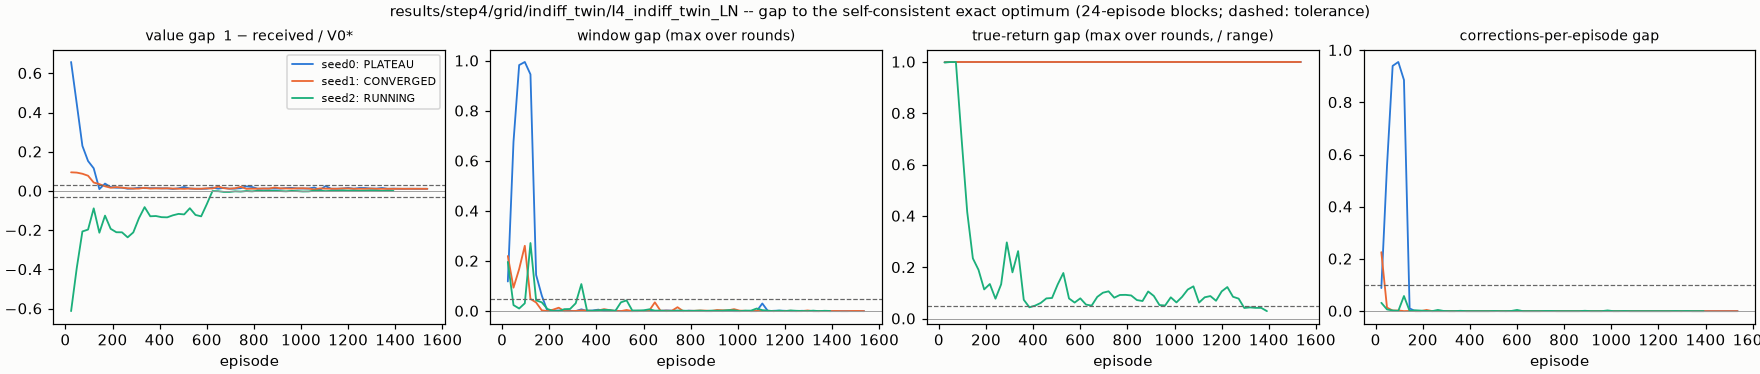 results/step4/grid/indiff_twin/I4_indiff_twin_LN -- gap to the self-consistent exact optimum (24-episode blocks; dashed: tolerance)
value gap 1 − received / V0*
0.6
0.4
0.2
0.0
−0.2
−0.4
−0.6
seed0: PLATEAU
seed1: CONVERGED
seed2: RUNNING
0 200 400 600 800 1000 1200 1400 1600
episode
window gap (max over rounds)
1.0
0.8
0.6
0.4
0.2
0.0
0 200 400 600 800 1000 1200 1400 1600
episode
true-return gap (max over rounds, / range)
1.0
0.8
0.6
0.4
0.2
0.0
0 200 400 600 800 1000 1200 1400 1600
episode
corrections-per-episode gap
1.0
0.8
0.6
0.4
0.2
0.0
0 200 400 600 800 1000 1200 1400 160
episode